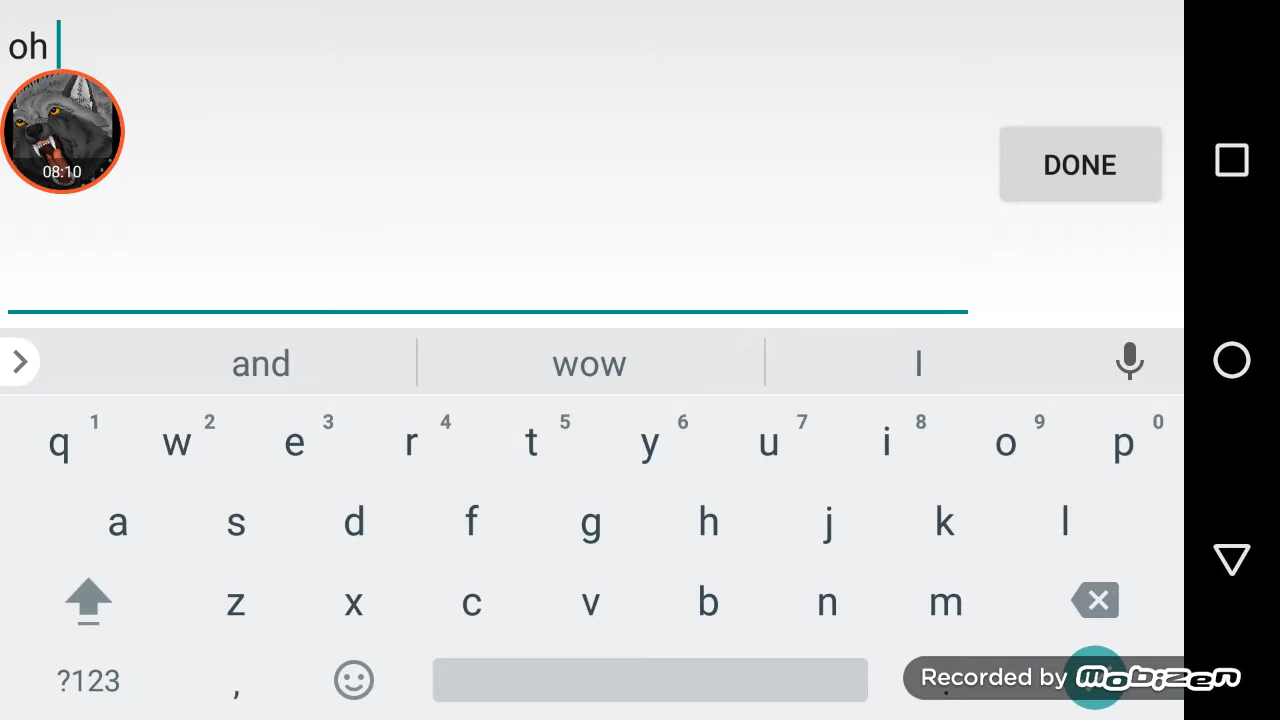 oh
08:10
DONE
and wow I
1 2 3 4 5 6 7 8 9 0
q w e r t y u i o p
a s d f g h j k l
z x c v b n m
?123 , .
Recorded by mobizen